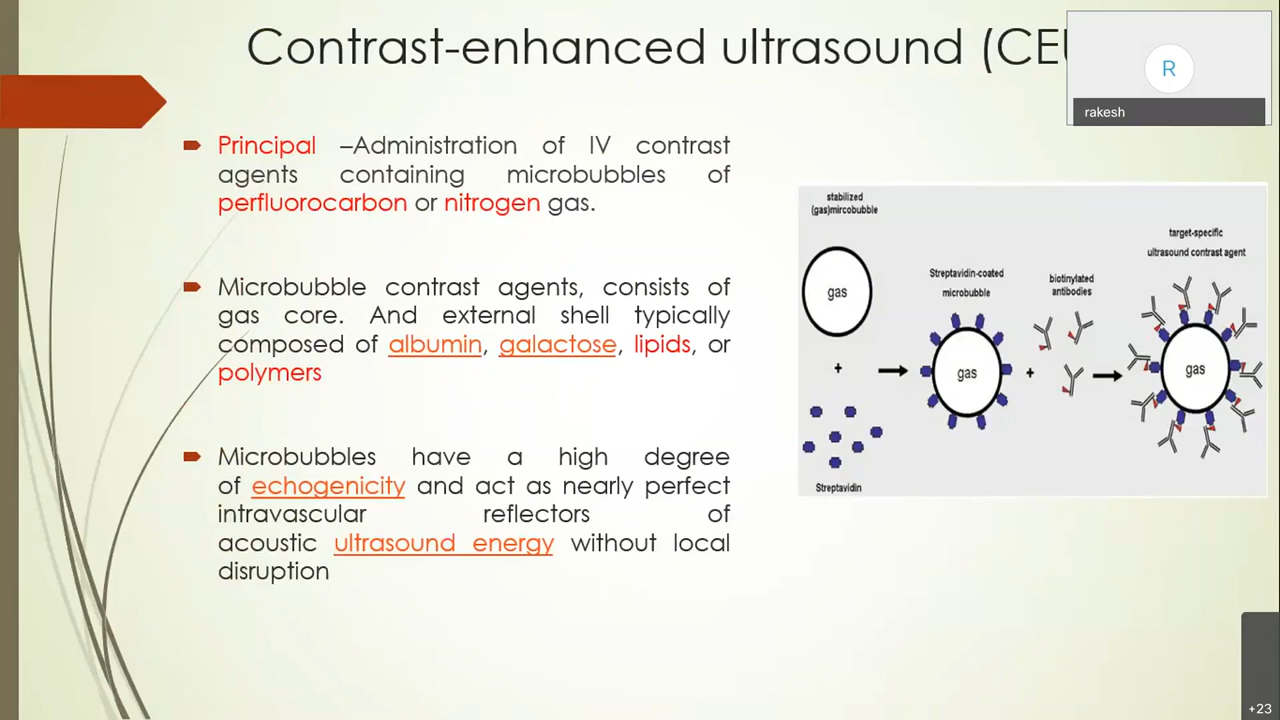 Contrast-enhanced ultrasound (CEU
R
rakesh
Principal –Administration of IV contrast
agents containing microbubbles of
perfluorocarbon or nitrogen gas.
Microbubble contrast agents, consists of
gas core. And external shell typically
composed of albumin, galactose, lipids, or
polymers
Microbubbles have a high degree
of echogenicity and act as nearly perfect
intravascular reflectors of
acoustic ultrasound energy without local
disruption
stabilized
(gas)mircobubble
gas
+
Streptavidin
Streptavidin-coated
microbubble
gas
+
biotinylated
antibodies
target-specific
ultrasound contrast agent
gas
+23